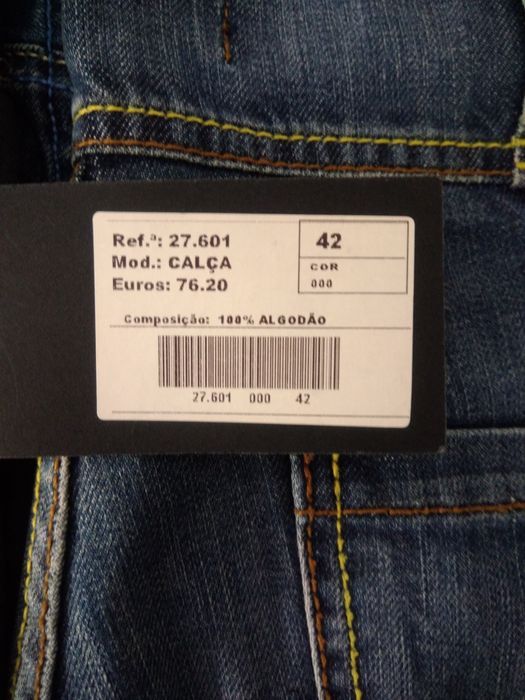 Ref.ª: 27.601
Mod.: CALÇA
Euros: 76.20
42
COR
000
Composição: 100% ALGODÃO
27.601 000 42